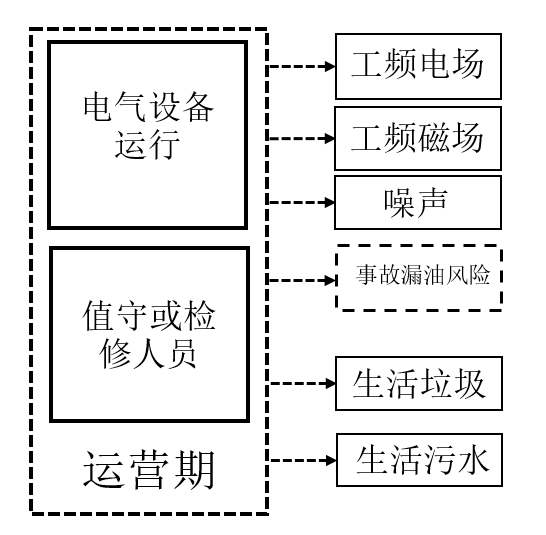 电气设备
运行
值守或检
修人员
运营期
工频电场
工频磁场
噪声
事故漏油风险
生活垃圾
生活污水